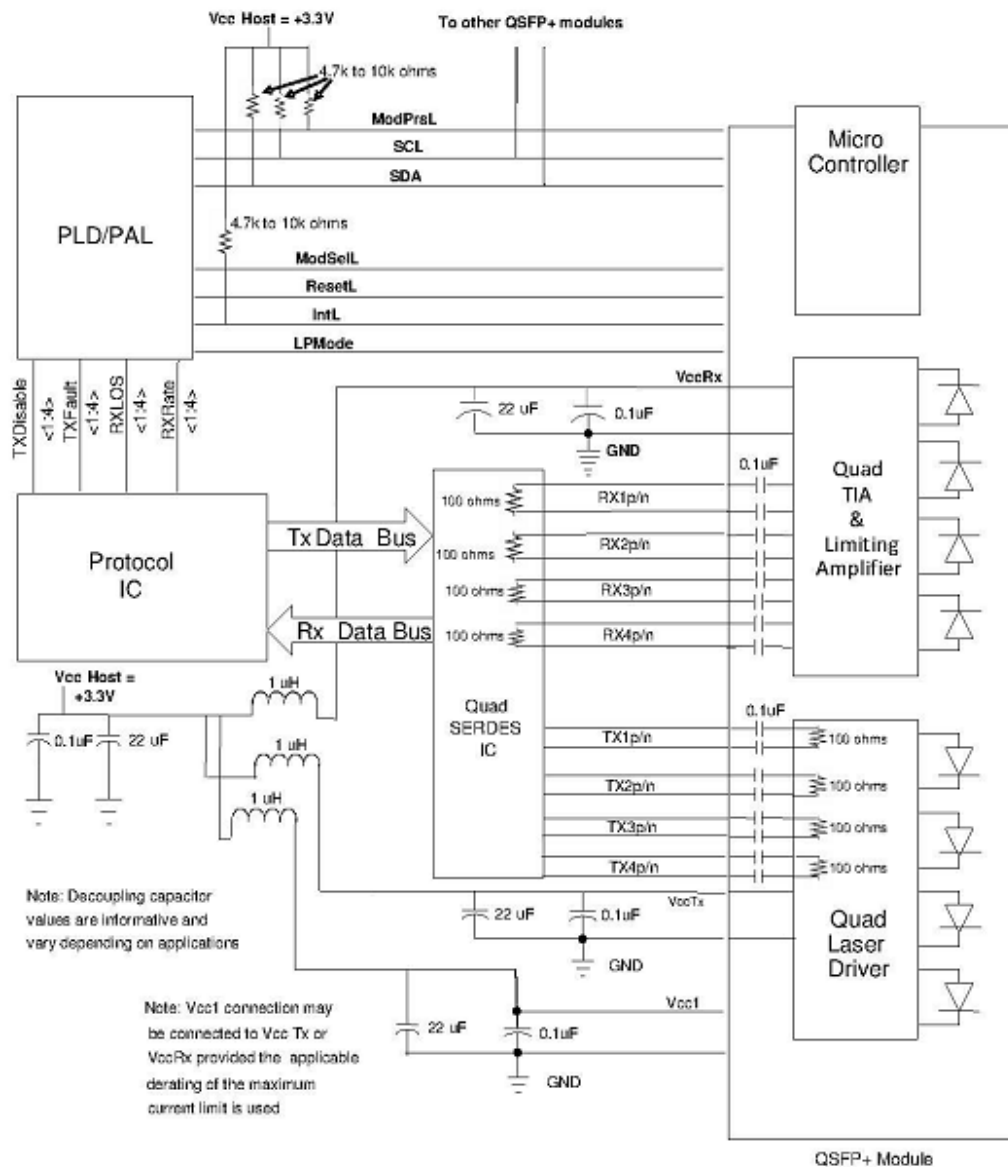 Vcc Host = +3.3V
To other QSFP+ modules
4.7k to 10k ohms
ModPrsL
SCL
SDA
Micro
Controller
PLD/PAL
4.7k to 10k ohms
ModSelL
ResetL
IntL
LPMode
TXDisable
<1:4>
TXFault
<1:4>
RXLOS
<1:4>
RXRate
<1:4>
VccRx
22 uF
0.1uF
GND
0.1uF
Quad
TIA
&
Limiting
Amplifier
100 ohms
RX1p/n
100 ohms
RX2p/n
100 ohms
RX3p/n
100 ohms
RX4p/n
Tx Data Bus
Protocol
IC
Rx Data Bus
Vcc Host =
+3.3V
0.1uF
22 uF
1 uH
1 uH
1 uH
Quad
SERDES
IC
0.1uF
TX1p/n
100 ohms
TX2p/n
100 ohms
TX3p/n
100 ohms
TX4p/n
100 ohms
Note: Decoupling capacitor
values are informative and
vary depending on applications
VccTx
22 uF
0.1uF
GND
Quad
Laser
Driver
Note: Vcc1 connection may
be connected to Vcc Tx or
VccRx provided the applicable
derating of the maximum
current limit is used
Vcc1
22 uF
0.1uF
GND
QSFP+ Module